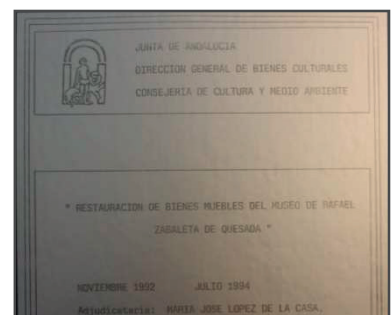 JUNTA DE ANDALUCIA
DIRECCION GENERAL DE BIENES CULTURALES
CONSEJERIA DE CULTURA Y MEDIO AMBIENTE
" RESTAURACION DE BIENES MUEBLES DEL MUSEO DE RAFAEL
ZABALETA DE QUESADA "
NOVIEMBRE 1992 JULIO 1994
Adjudicataria: MARIA JOSE LOPEZ DE LA CASA.